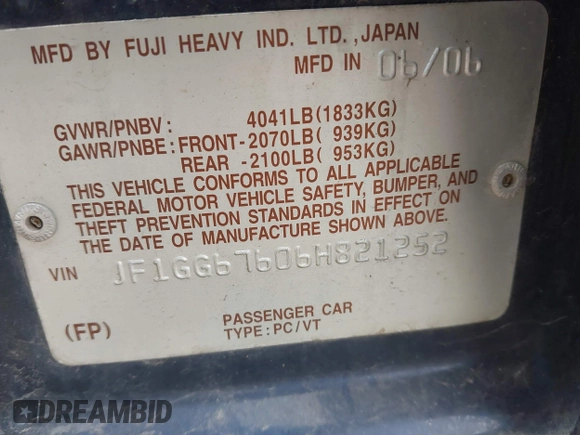 MFD BY FUJI HEAVY IND. LTD.,JAPAN
MFD IN 06/06
GVWR/PNBV: 4041LB(1833KG)
GAWR/PNBE:FRONT-2070LB( 939KG)
REAR -2100LB( 953KG)
THIS VEHICLE CONFORMS TO ALL APPLICABLE
FEDERAL MOTOR VEHICLE SAFETY, BUMPER, AND
THEFT PREVENTION STANDARDS IN EFFECT ON
THE DATE OF MANUFACTURE SHOWN ABOVE.
VIN JF1GG67606H821252
PASSENGER CAR
(FP) TYPE:PC/VT
DREAMBID